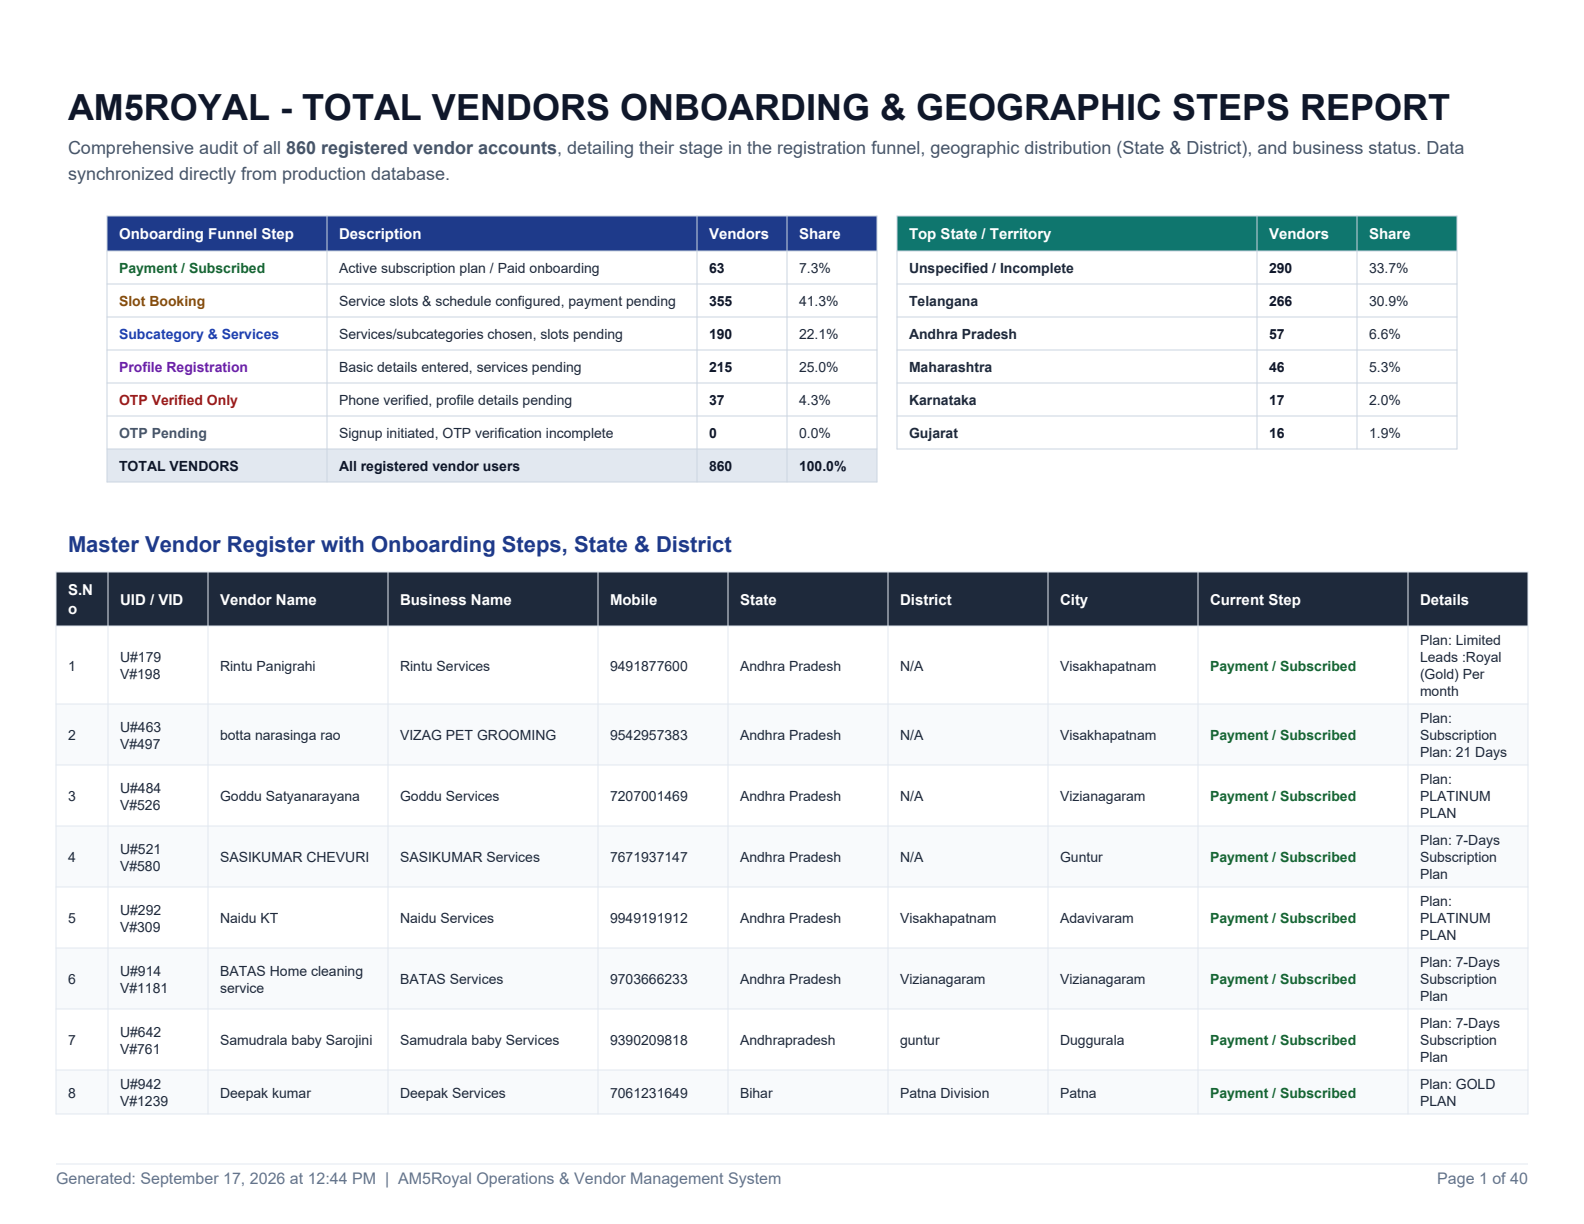 AM5ROYAL - TOTAL VENDORS ONBOARDING & GEOGRAPHIC STEPS REPORT
Comprehensive audit of all 860 registered vendor accounts, detailing their stage in the registration funnel, geographic distribution (State & District), and business status. Data
synchronized directly from production database.
Onboarding Funnel Step Description Vendors Share
Payment / Subscribed Active subscription plan / Paid onboarding 63 7.3%
Slot Booking Service slots & schedule configured, payment pending 355 41.3%
Subcategory & Services Services/subcategories chosen, slots pending 190 22.1%
Profile Registration Basic details entered, services pending 215 25.0%
OTP Verified Only Phone verified, profile details pending 37 4.3%
OTP Pending Signup initiated, OTP verification incomplete 0 0.0%
TOTAL VENDORS All registered vendor users 860 100.0%
Top State / Territory Vendors Share
Unspecified / Incomplete 290 33.7%
Telangana 266 30.9%
Andhra Pradesh 57 6.6%
Maharashtra 46 5.3%
Karnataka 17 2.0%
Gujarat 16 1.9%
Master Vendor Register with Onboarding Steps, State & District
S.N
o
UID / VID Vendor Name Business Name Mobile State District City Current Step Details
1
U#179
V#198
Rintu Panigrahi Rintu Services 9491877600 Andhra Pradesh N/A Visakhapatnam Payment / Subscribed
Plan: Limited
Leads :Royal
(Gold) Per
month
2
U#463
V#497
botta narasinga rao VIZAG PET GROOMING 9542957383 Andhra Pradesh N/A Visakhapatnam Payment / Subscribed
Plan:
Subscription
Plan: 21 Days
3
U#484
V#526
Goddu Satyanarayana Goddu Services 7207001469 Andhra Pradesh N/A Vizianagaram Payment / Subscribed
Plan:
PLATINUM
PLAN
4
U#521
V#580
SASIKUMAR CHEVURI SASIKUMAR Services 7671937147 Andhra Pradesh N/A Guntur Payment / Subscribed
Plan: 7-Days
Subscription
Plan
5
U#292
V#309
Naidu KT Naidu Services 9949191912 Andhra Pradesh Visakhapatnam Adavivaram Payment / Subscribed
Plan:
PLATINUM
PLAN
6
U#914
V#1181
BATAS Home cleaning
service
BATAS Services 9703666233 Andhra Pradesh Vizianagaram Vizianagaram Payment / Subscribed
Plan: 7-Days
Subscription
Plan
7
U#642
V#761
Samudrala baby Sarojini Samudrala baby Services 9390209818 Andhrapradesh guntur Duggurala Payment / Subscribed
Plan: 7-Days
Subscription
Plan
8
U#942
V#1239
Deepak kumar Deepak Services 7061231649 Bihar Patna Division Patna Payment / Subscribed
Plan: GOLD
PLAN
Generated: September 17, 2026 at 12:44 PM | AM5Royal Operations & Vendor Management System
Page 1 of 40